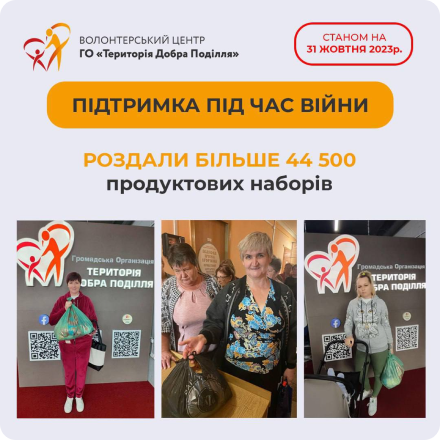 ВОЛОНТЕРСЬКИЙ ЦЕНТР
ГО «Територія Добра Поділля»
СТАНОМ НА
31 ЖОВТНЯ 2023р.
ПІДТРИМКА ПІД ЧАС ВІЙНИ
РОЗДАЛИ БІЛЬШЕ 44 500
продуктових наборів
Громадська Організація
ТЕРИТОРІЯ
ДОБРА ПОДІЛЛЯ
Громадська Організація
ТЕРИТОРІЯ
ДОБРА ПОДІЛЛЯ